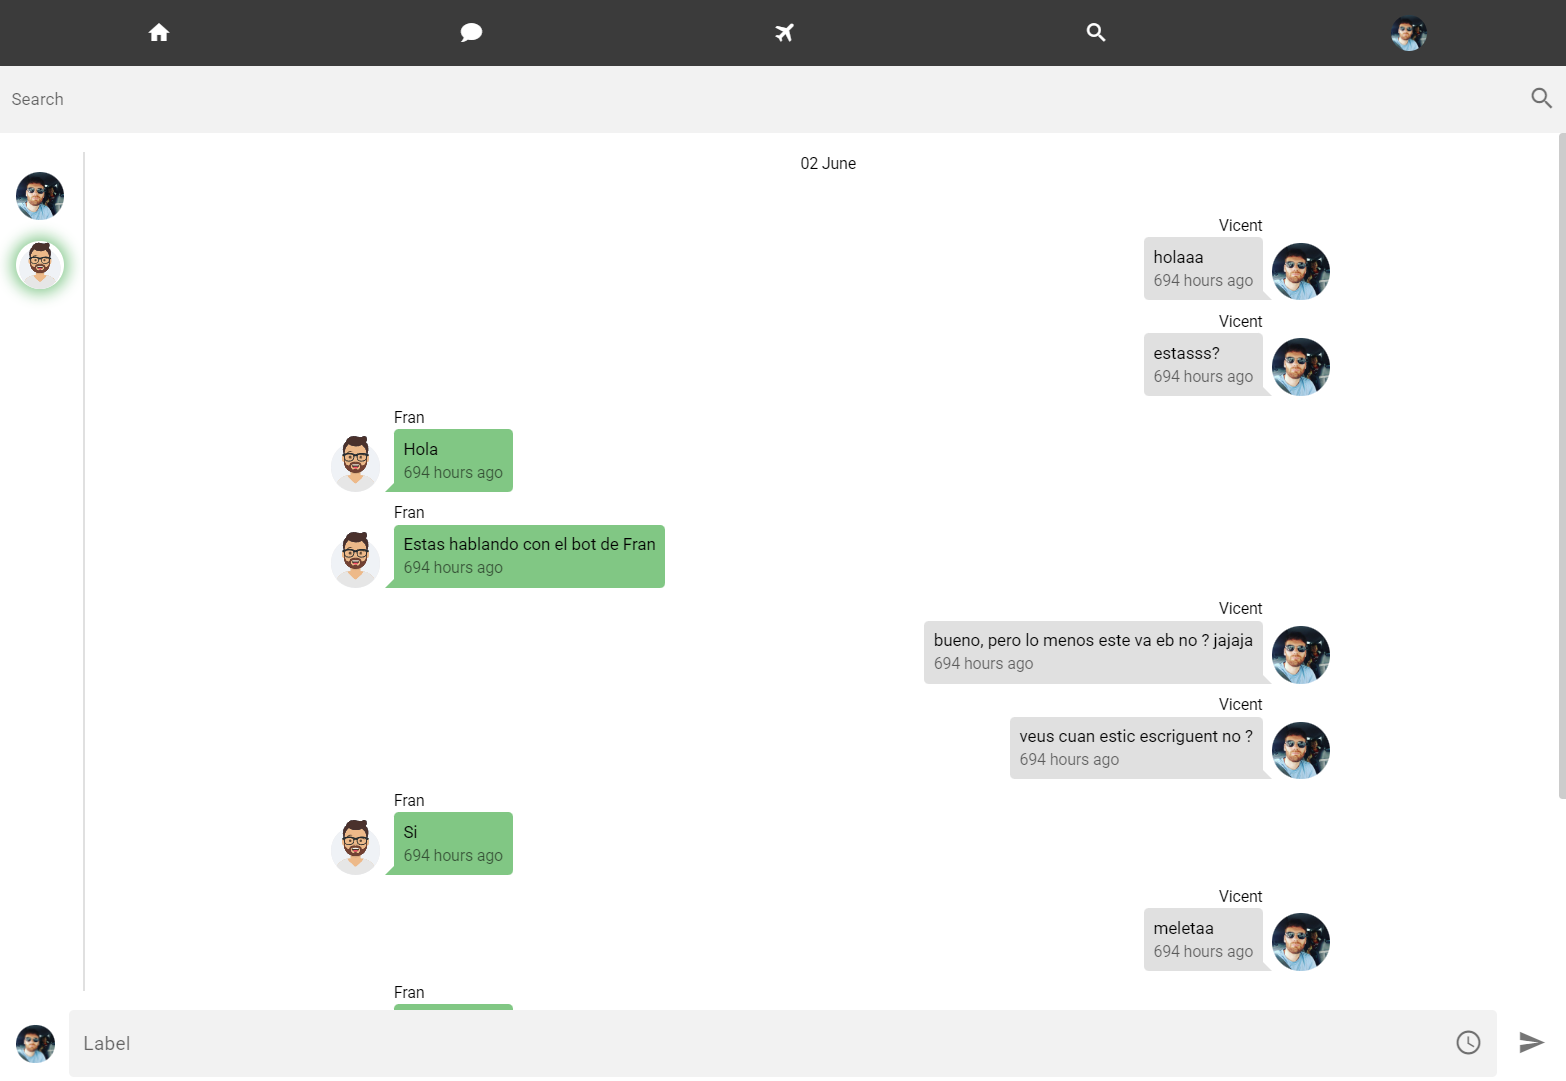 Search
02 June
Vicent
holaaa
694 hours ago
Vicent
estasss?
694 hours ago
Fran
Hola
694 hours ago
Fran
Estas hablando con el bot de Fran
694 hours ago
Vicent
bueno, pero lo menos este va eb no ? jajaja
694 hours ago
Vicent
veus cuan estic escriguent no ?
694 hours ago
Fran
Si
694 hours ago
Vicent
meletaa
694 hours ago
Fran
Label